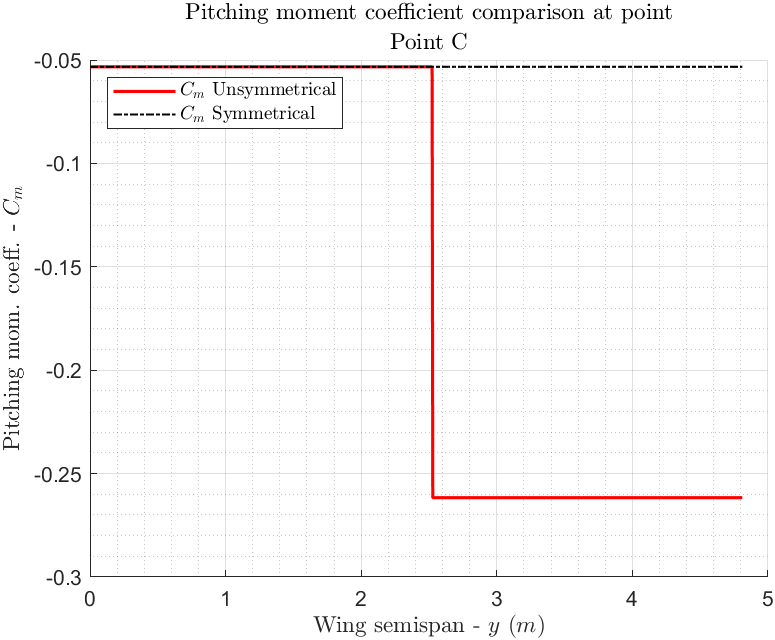 Pitching moment coefficient comparison at point
Point C
-0.05
C_m Unsymmetrical
C_m Symmetrical
-0.1
-0.15
-0.2
-0.25
-0.3
Pitching mom. coeff. - C_m
0 1 2 3 4 5
Wing semispan - y (m)